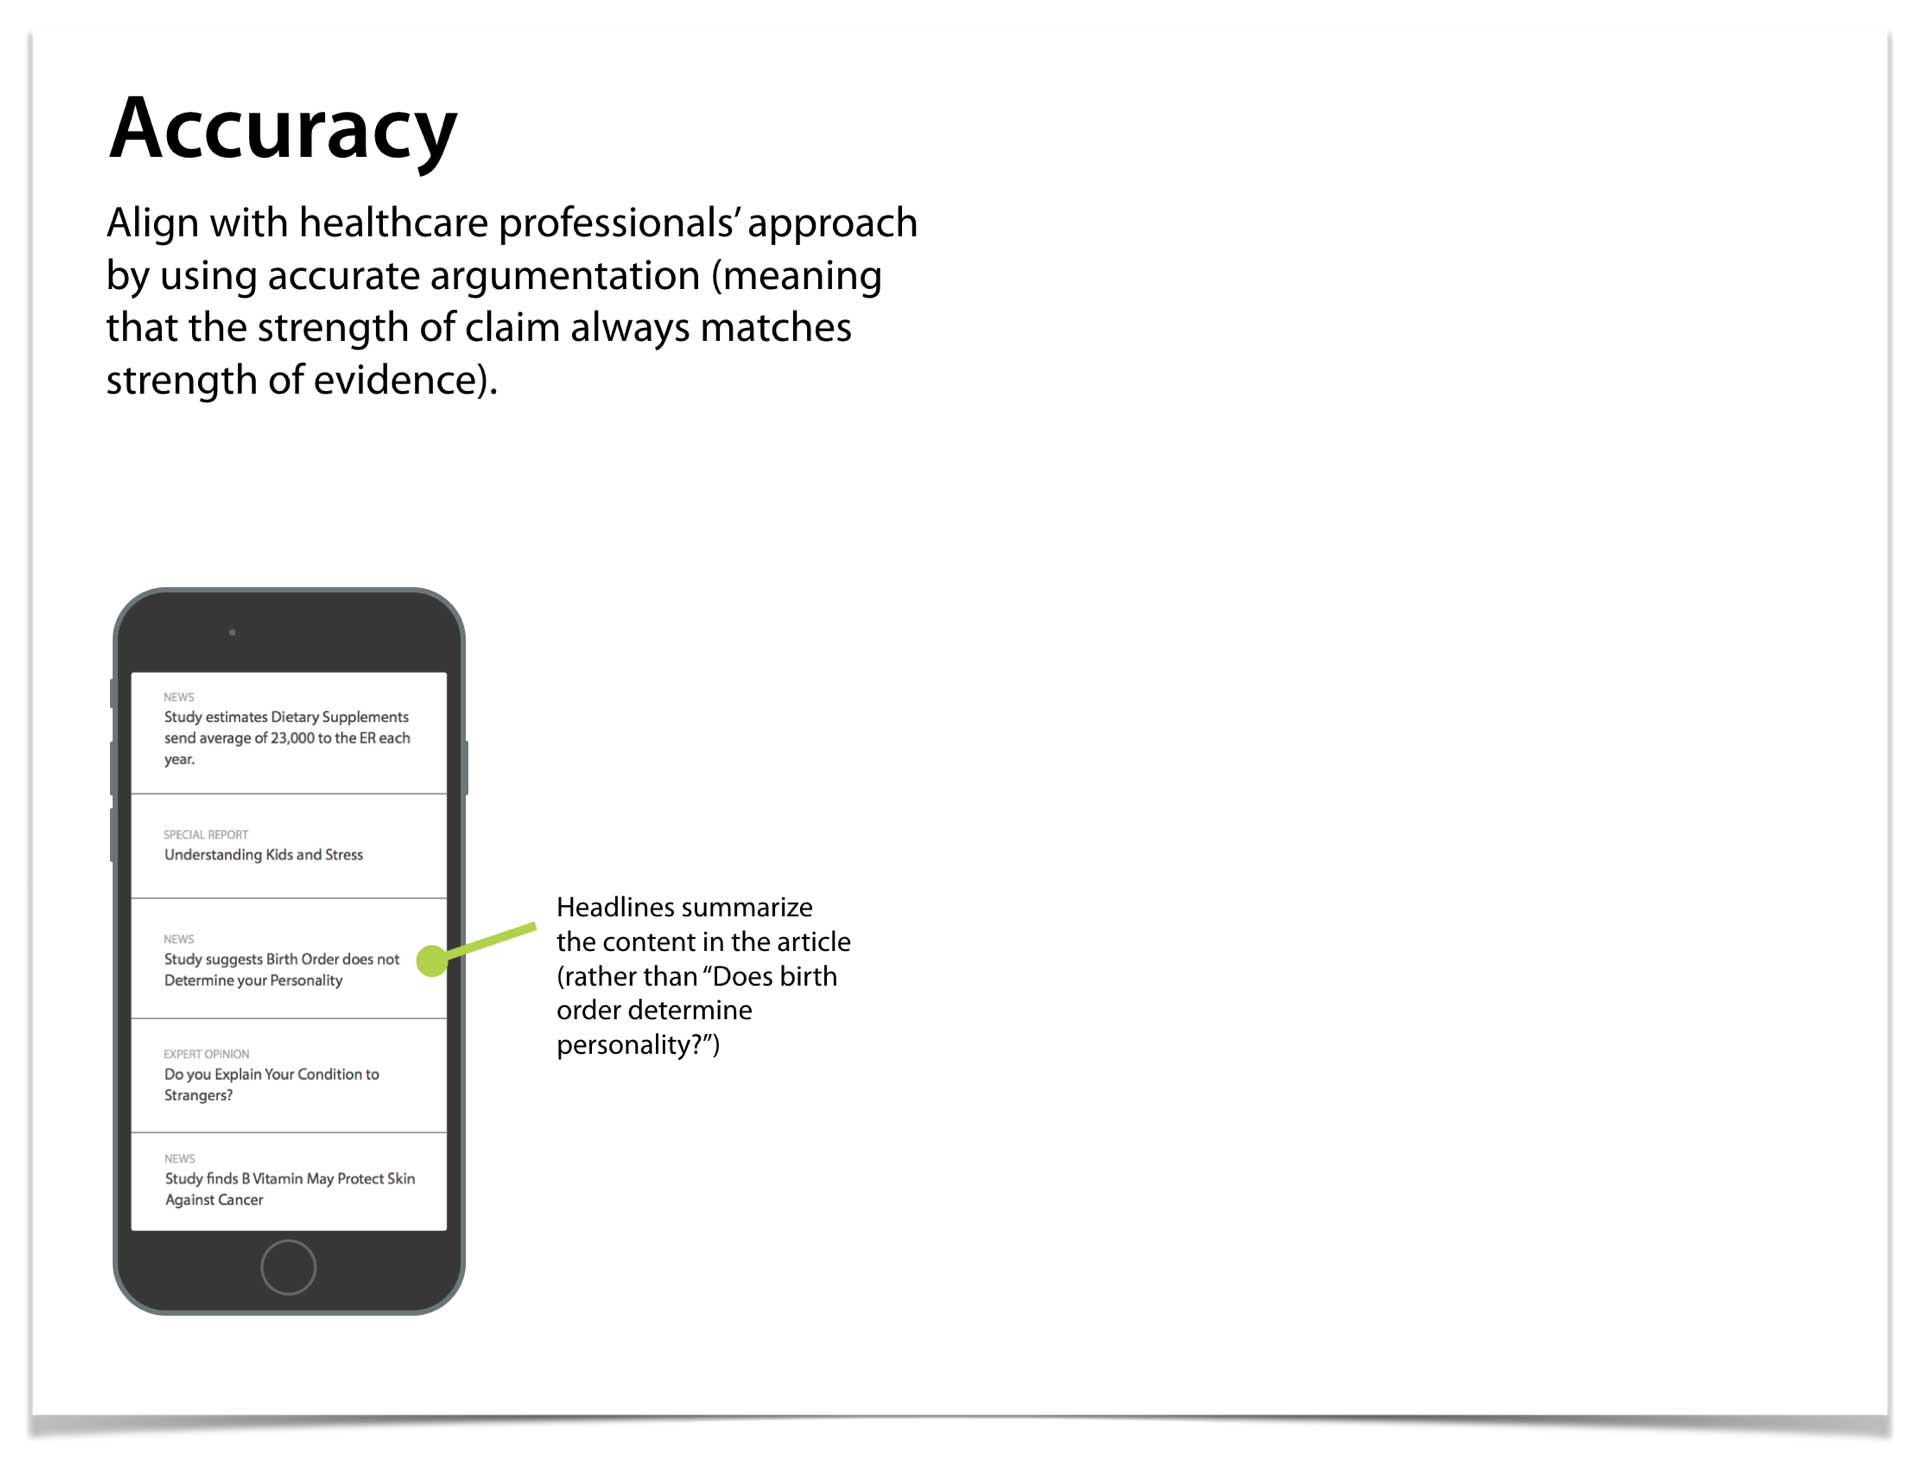 Accuracy
Align with healthcare professionals’ approach
by using accurate argumentation (meaning
that the strength of claim always matches
strength of evidence).
NEWS
Study estimates Dietary Supplements
send average of 23,000 to the ER each
year.
SPECIAL REPORT
Understanding Kids and Stress
NEWS
Study suggests Birth Order does not
Determine your Personality
EXPERT OPINION
Do you Explain Your Condition to
Strangers?
NEWS
Study finds B Vitamin May Protect Skin
Against Cancer
Headlines summarize
the content in the article
(rather than “Does birth
order determine
personality?”)